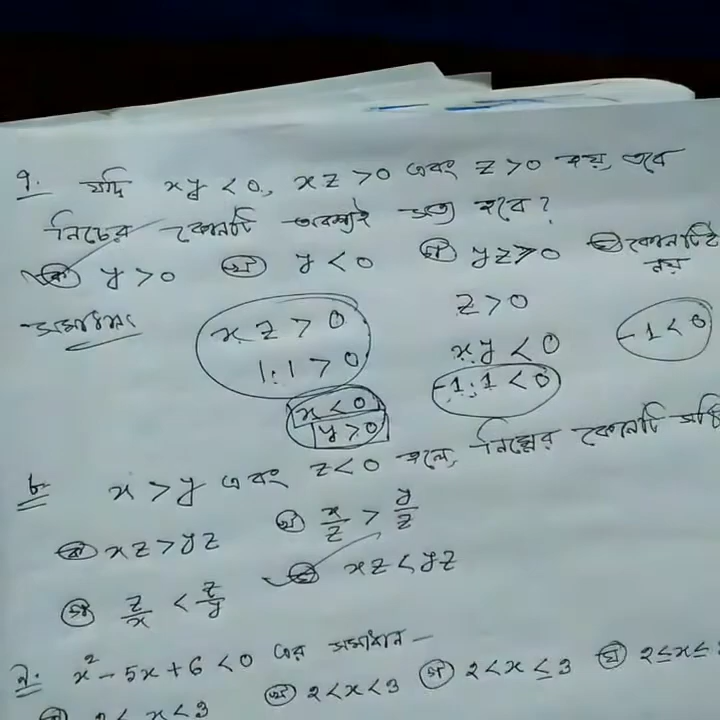 ৭. যদি xy < 0, xz > 0 এবং z > 0 হয়, তবে
নিচের কোনটি অবশ্যই সত্য হবে?
(ক) y > 0 (খ) y < 0 (গ) yz > 0 (ঘ) কোনটিই নয়
সমাধানঃ
xz > 0
1.1 > 0
z > 0
xy < 0
-1.1 < 0
-1 < 0
x < 0
y > 0
৮. x > y এবং z < 0 হলে, নিম্নের কোনটি
(ক) xz > yz (খ) x/z > y/z
(গ) z/x < z/y (ঘ) xz < yz
৯. x² - 5x + 6 < 0 এর সমাধান —
2 < x < 3 (খ) 2 < x < 3 (গ) 2 < x ≤ 3 (ঘ) 2 ≤ x ≤